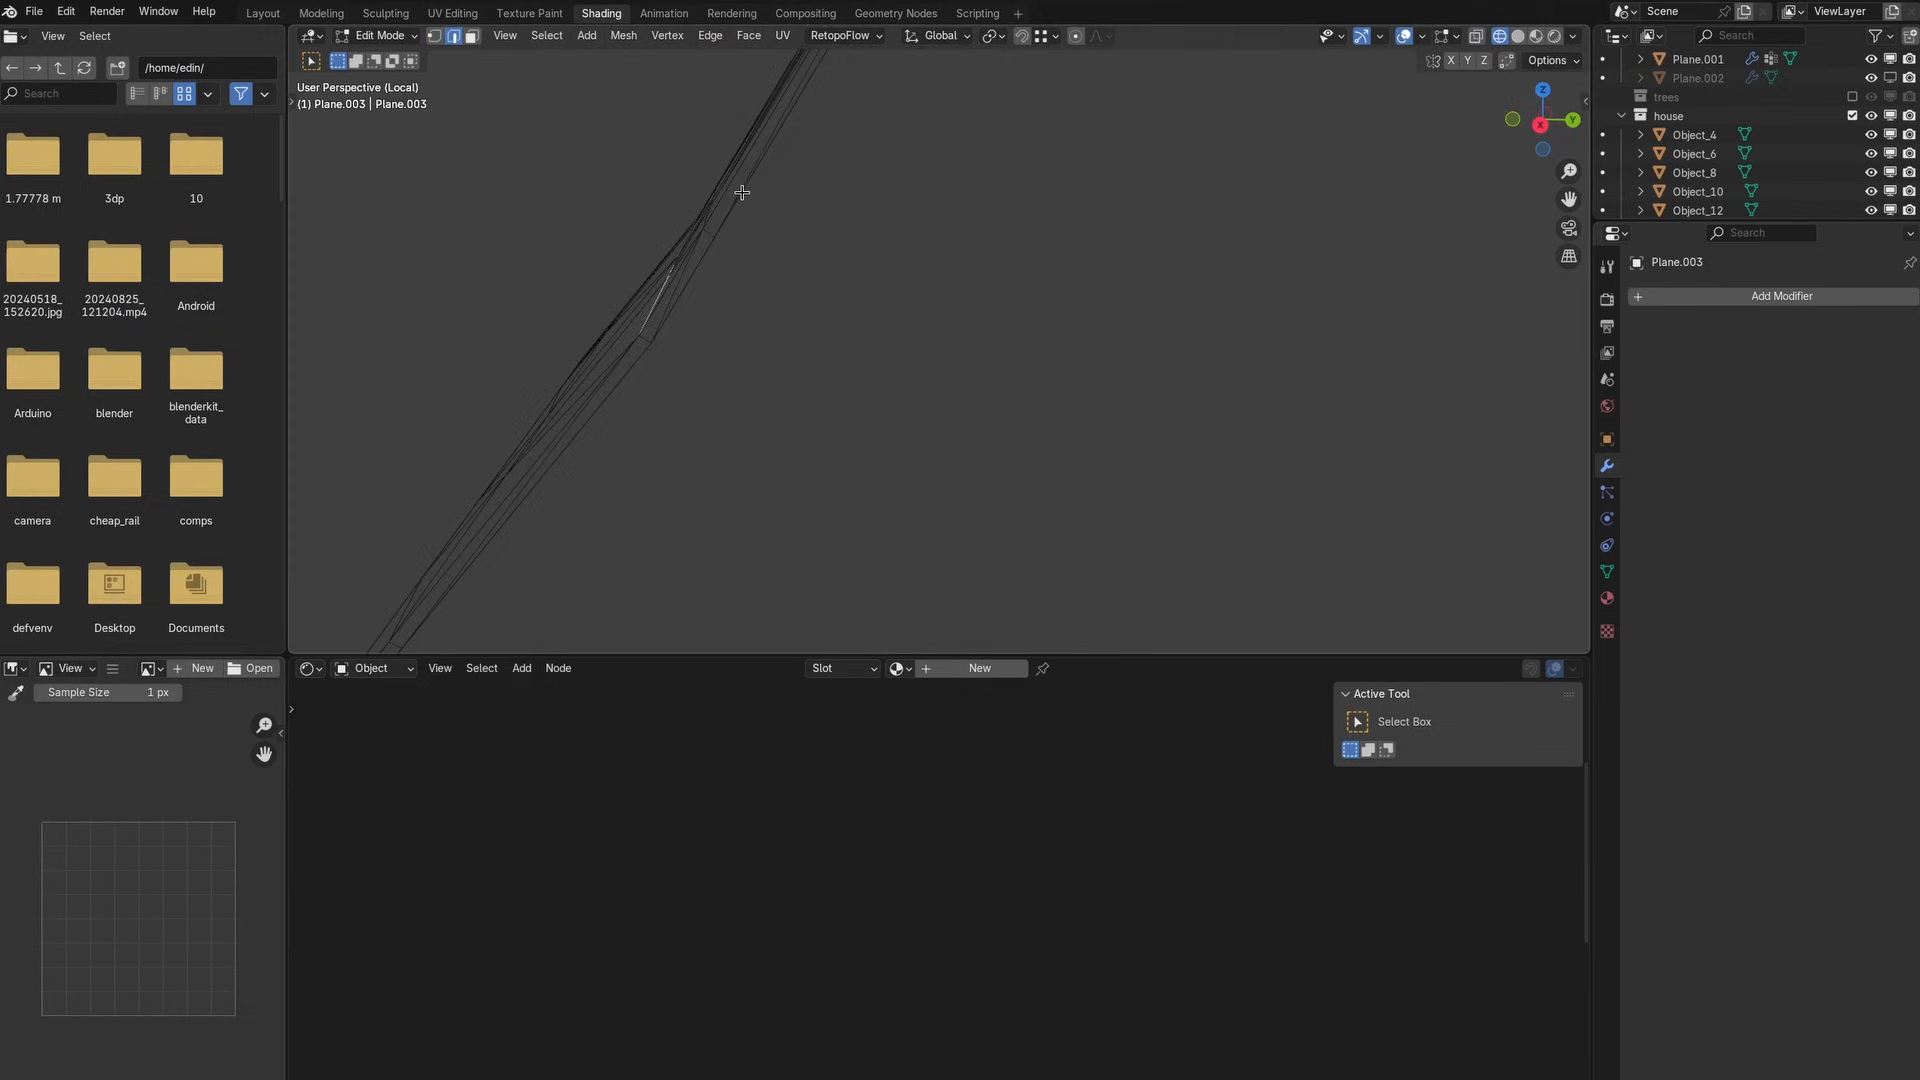 File Edit Render Window Help
Layout Modeling Sculpting UV Editing Texture Paint Shading Animation Rendering Compositing Geometry Nodes Scripting +
Scene ViewLayer
View Select
Edit Mode View Select Add Mesh Vertex Edge Face UV RetopoFlow Global
Search
/home/edin/
X Y Z Options
Search
User Perspective (Local)
(1) Plane.003 | Plane.003
Z
Y
X
Plane.001
Plane.002
trees
house
Object_4
Object_6
Object_8
Object_10
Object_12
Search
Plane.003
+ Add Modifier
1.77778 m 3dp 10
20240518_
152620.jpg
20240825_
121204.mp4
Android
Arduino blender blenderkit_
data
camera cheap_rail comps
defvenv Desktop Documents
View + New Open
Sample Size 1 px
Object View Select Add Node Slot + New
Active Tool
Select Box